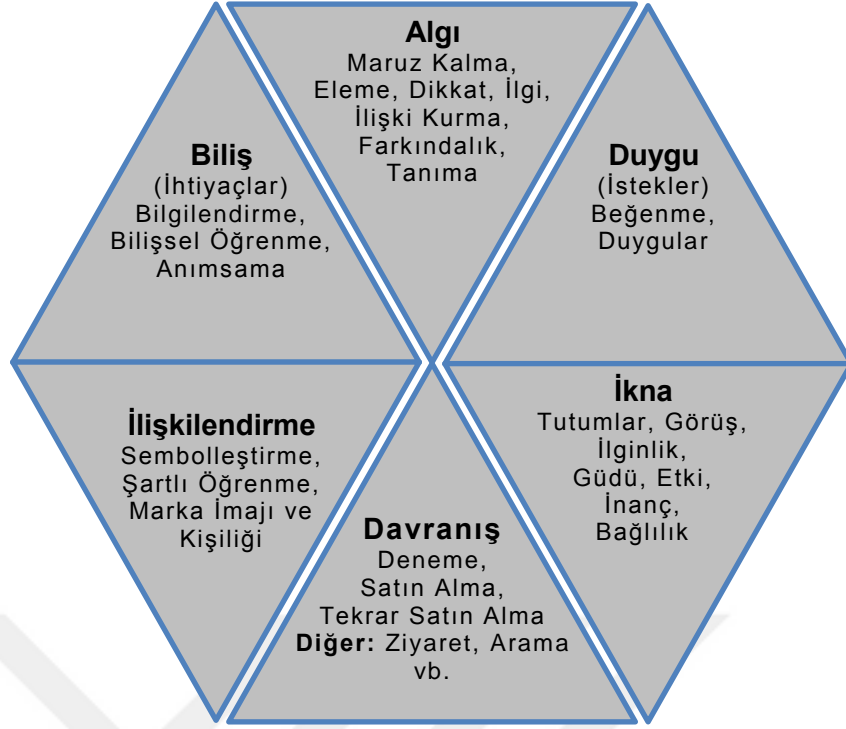 Algı
Maruz Kalma,
Eleme, Dikkat, İlgi,
İlişki Kurma,
Farkındalık,
Tanıma
Biliş
(İhtiyaçlar)
Bilgilendirme,
Bilişsel Öğrenme,
Anımsama
Duygu
(İstekler)
Beğenme,
Duygular
İlişkilendirme
Sembolleştirme,
Şartlı Öğrenme,
Marka İmajı ve
Kişiliği
İkna
Tutumlar, Görüş,
İlginlik,
Güdü, Etki,
İnanç,
Bağlılık
Davranış
Deneme,
Satın Alma,
Tekrar Satın Alma
Diğer: Ziyaret, Arama
vb.